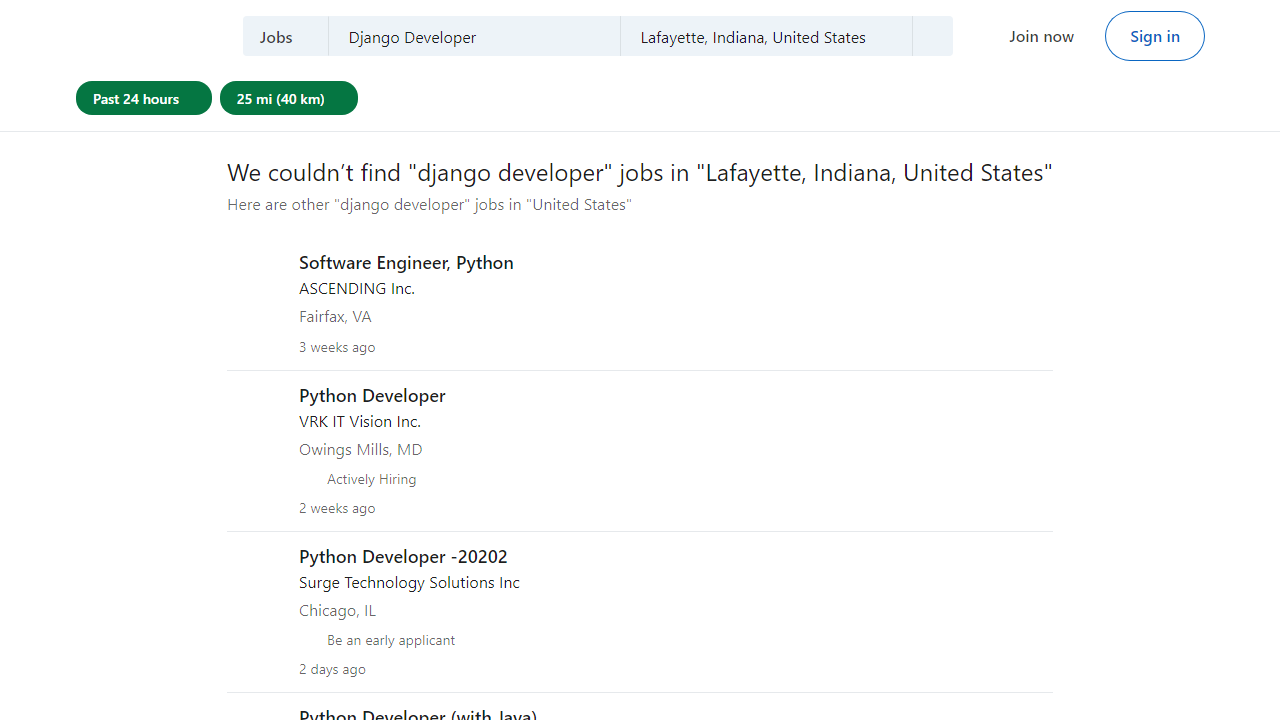 Jobs
Django Developer
Lafayette, Indiana, United States
Join now
Sign in
Past 24 hours
25 mi (40 km)
We couldn’t find "django developer" jobs in "Lafayette, Indiana, United States"
Here are other "django developer" jobs in "United States"
Software Engineer, Python
ASCENDING Inc.
Fairfax, VA
3 weeks ago
Python Developer
VRK IT Vision Inc.
Owings Mills, MD
Actively Hiring
2 weeks ago
Python Developer -20202
Surge Technology Solutions Inc
Chicago, IL
Be an early applicant
2 days ago
Python Developer (with Java)